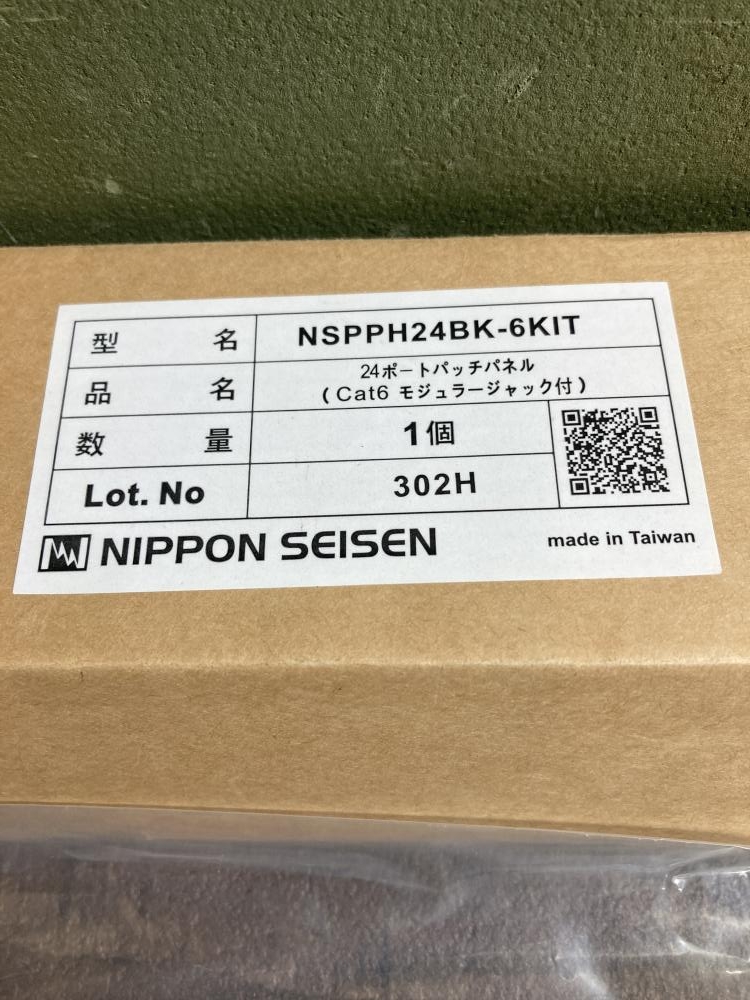 型名 NSPPH24BK-6KIT
品名 24ポートパッチパネル
(Cat6 モジュラージャック付)
数量 1個
Lot. No 302H
NIPPON SEISEN made in Taiwan